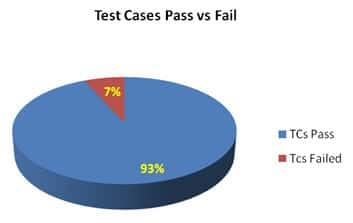 Test Cases Pass vs Fail
7%
TCs Pass
Tcs Failed
93%